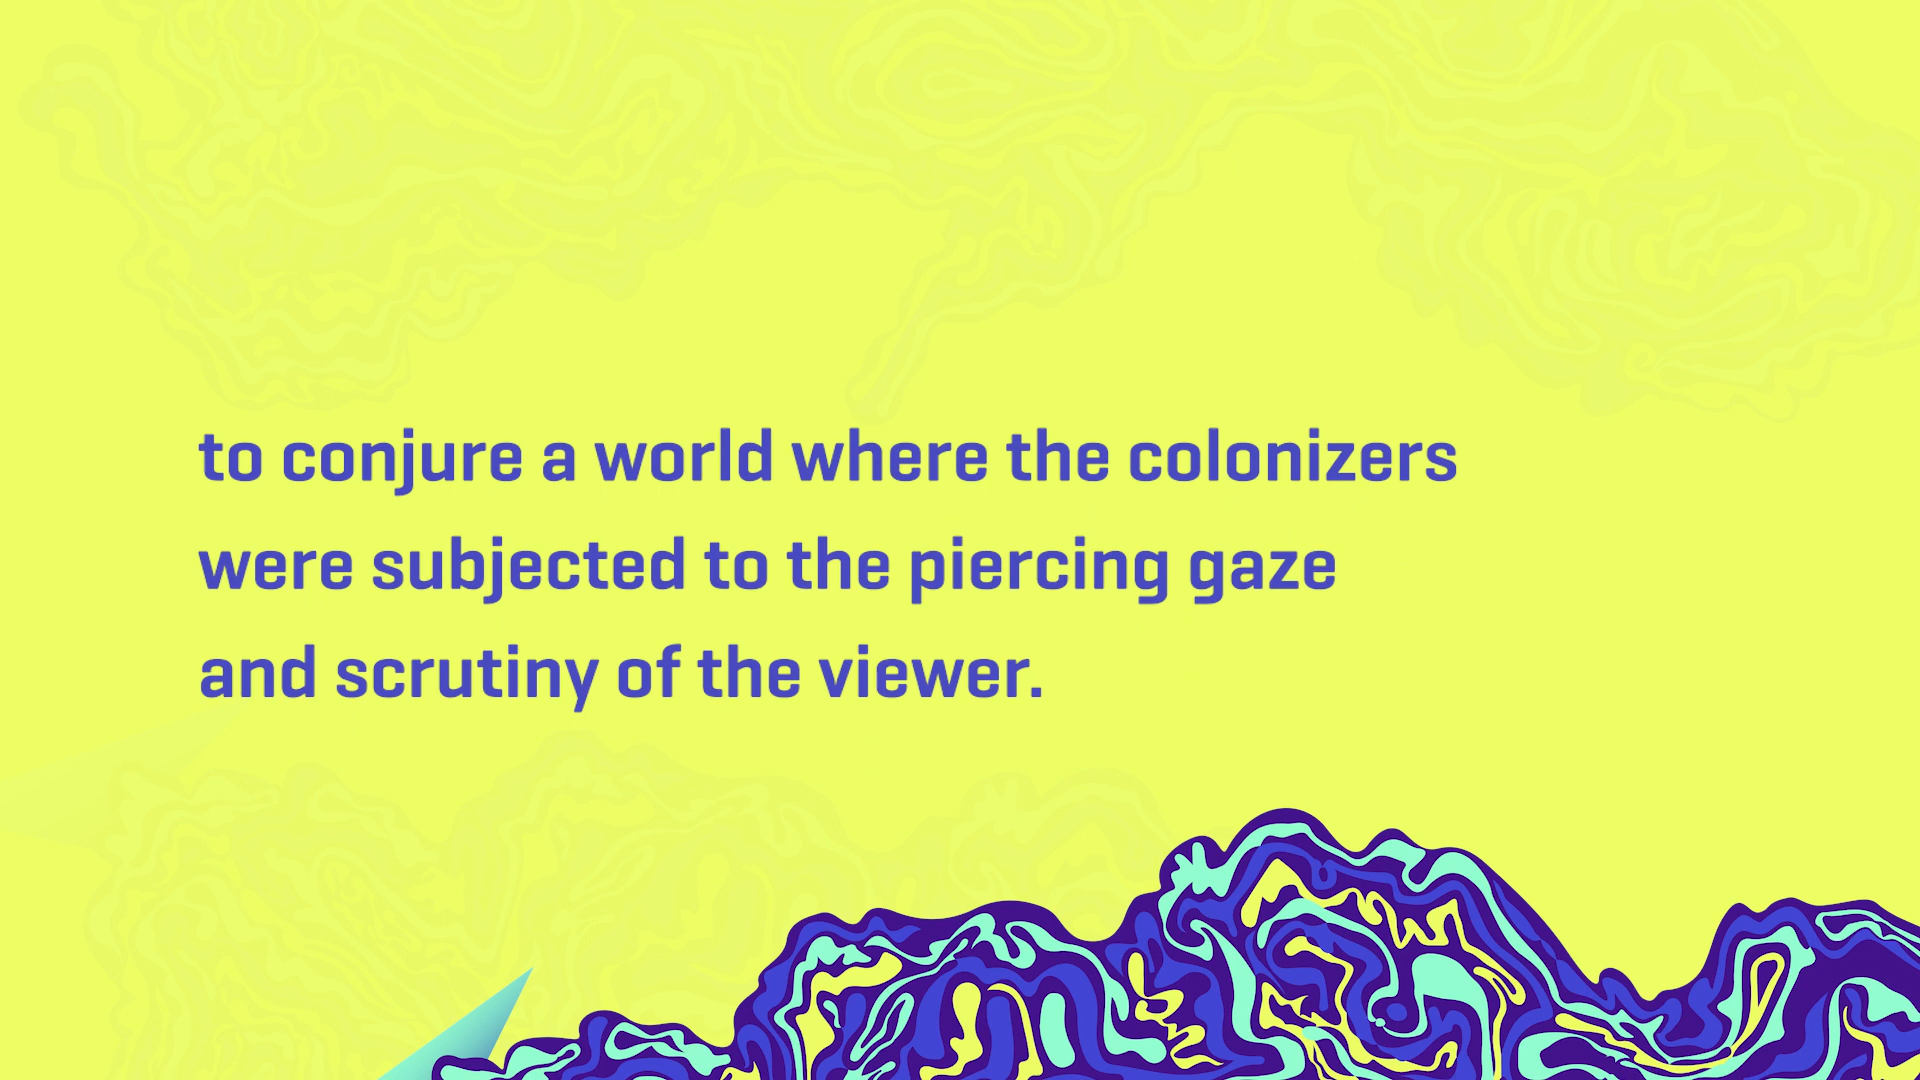 to conjure a world where the colonizers
were subjected to the piercing gaze
and scrutiny of the viewer.